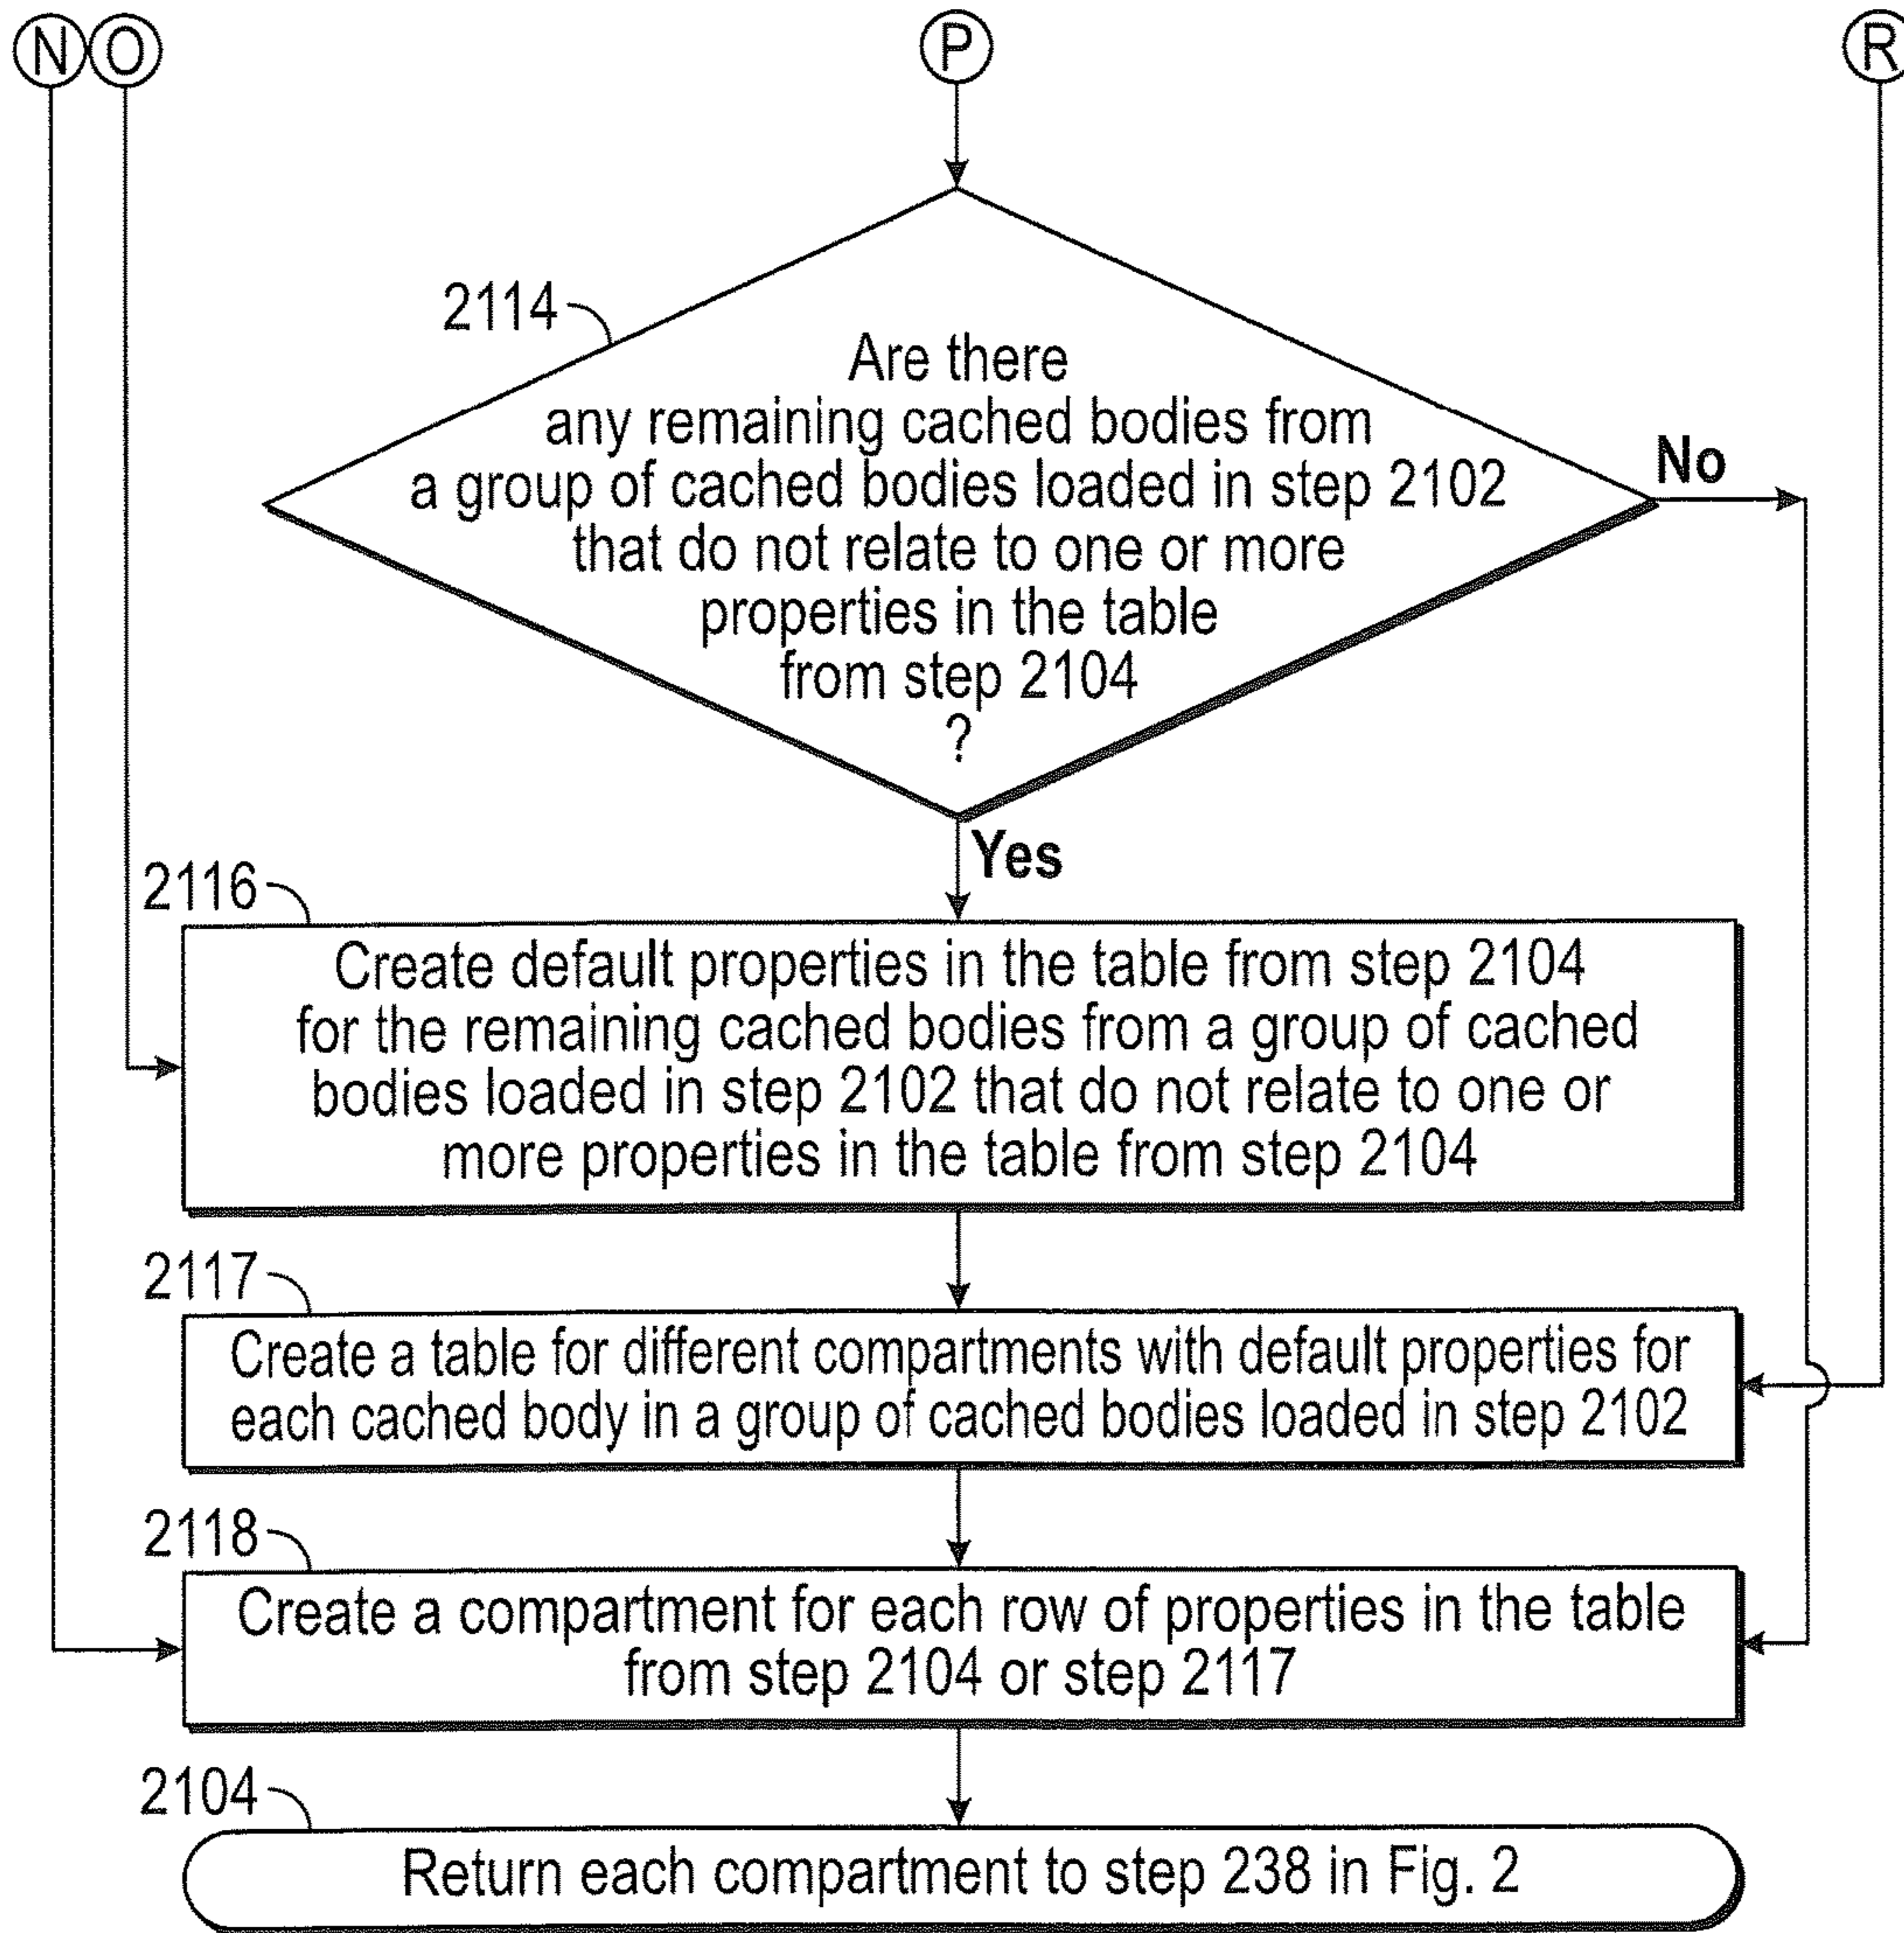 N O P R
2114
Are there
any remaining cached bodies from
a group of cached bodies loaded in step 2102
that do not relate to one or more
properties in the table
from step 2104
?
No
Yes
2116
Create default properties in the table from step 2104
for the remaining cached bodies from a group of cached
bodies loaded in step 2102 that do not relate to one or
more properties in the table from step 2104
2117
Create a table for different compartments with default properties for
each cached body in a group of cached bodies loaded in step 2102
2118
Create a compartment for each row of properties in the table
from step 2104 or step 2117
2104
Return each compartment to step 238 in Fig. 2